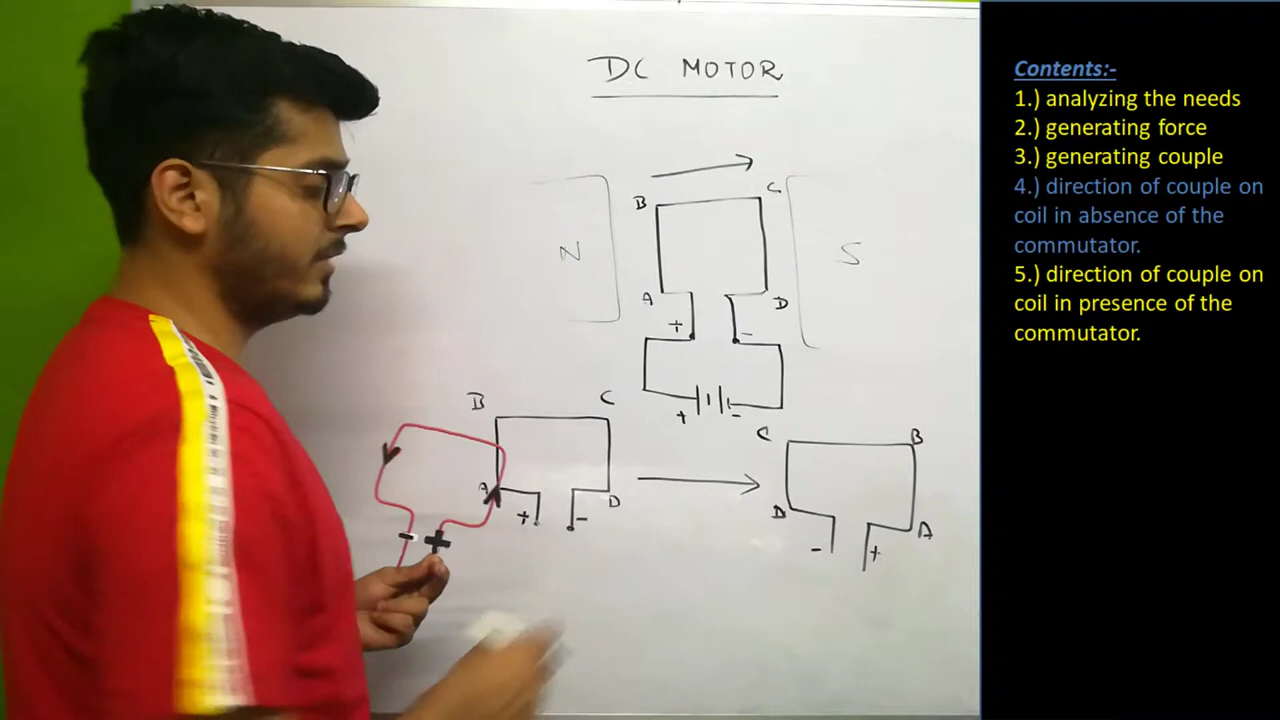 DC MOTOR
B C
N S
A D
+ -
+ -
B C
A D
+ -
- +
C B
D A
- +
Contents:-
1.) analyzing the needs
2.) generating force
3.) generating couple
4.) direction of couple on
coil in absence of the
commutator.
5.) direction of couple on
coil in presence of the
commutator.